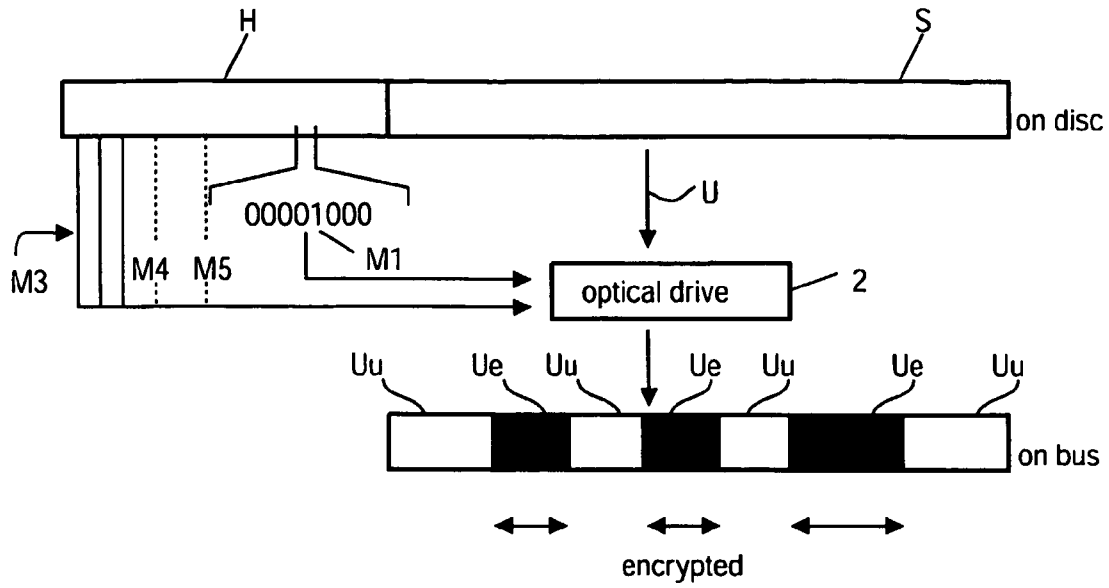 H S
on disc
U
00001000
M3 M4 M5 M1
optical drive 2
Uu Ue Uu Ue Uu Ue Uu
on bus
encrypted